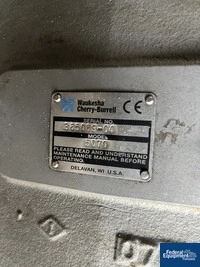 Waukesha
Cherry-Burrell
CE
SERIAL NO.
MODEL
5070
PLEASE READ AND UNDERSTAND
MAINTENANCE MANUAL BEFORE
OPERATING.
DELAVAN, WI. U.S.A.
Federal Equipment Company